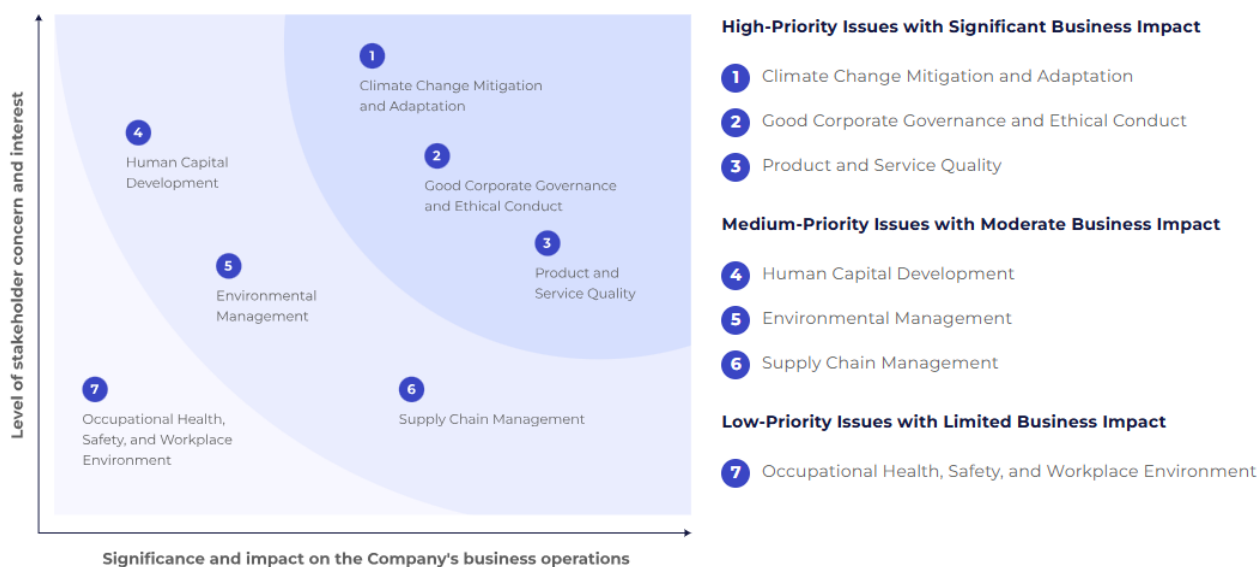 Level of stakeholder concern and interest
1
Climate Change Mitigation
and Adaptation
4
Human Capital
Development
2
Good Corporate Governance
and Ethical Conduct
3
Product and
Service Quality
5
Environmental
Management
7
Occupational Health,
Safety, and Workplace
Environment
6
Supply Chain Management
Significance and impact on the Company's business operations
High-Priority Issues with Significant Business Impact
1 Climate Change Mitigation and Adaptation
2 Good Corporate Governance and Ethical Conduct
3 Product and Service Quality
Medium-Priority Issues with Moderate Business Impact
4 Human Capital Development
5 Environmental Management
6 Supply Chain Management
Low-Priority Issues with Limited Business Impact
7 Occupational Health, Safety, and Workplace Environment